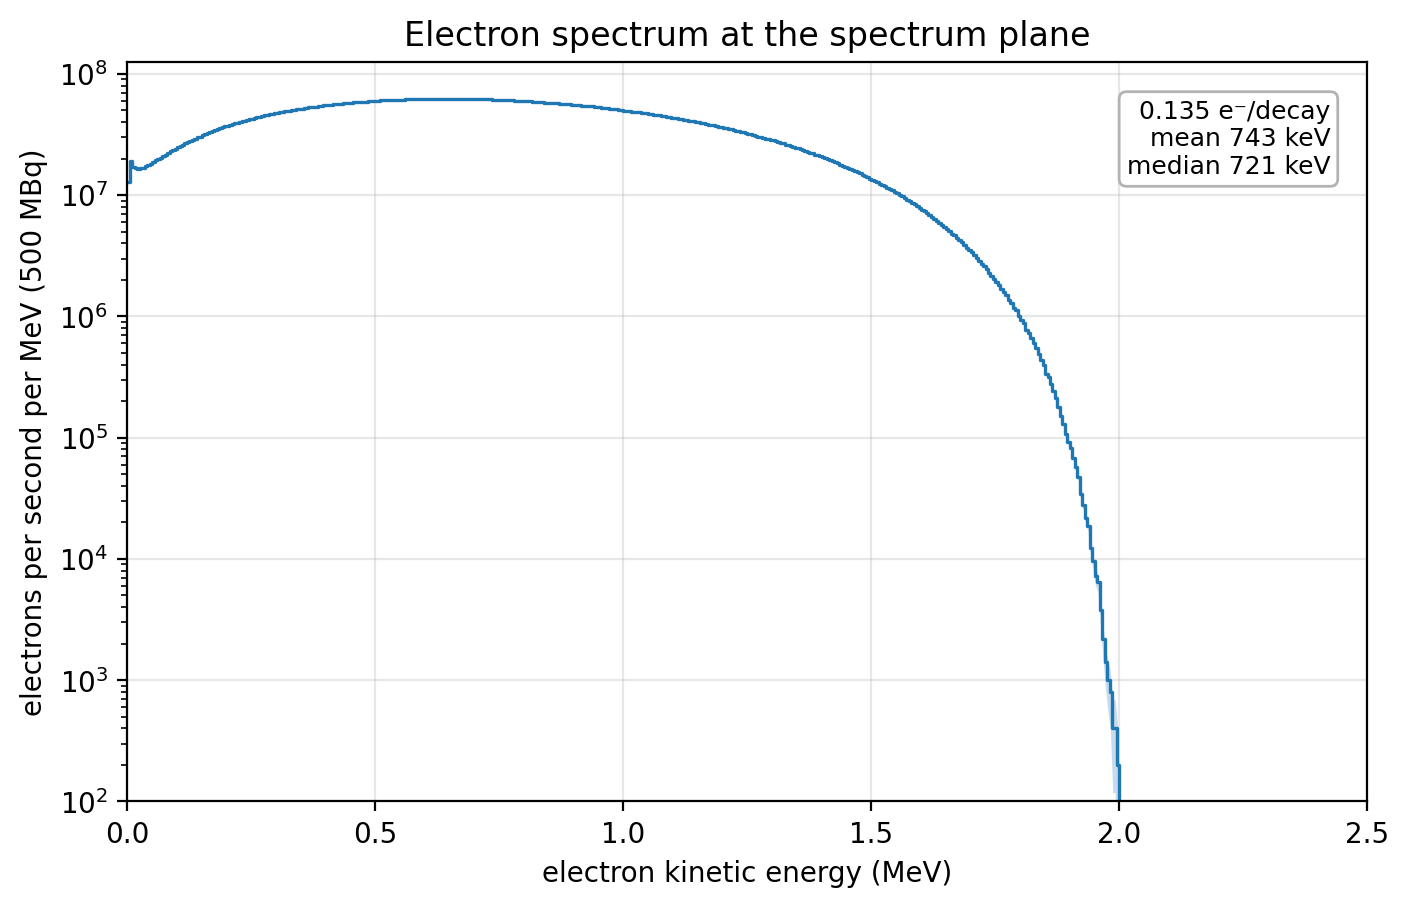 Electron spectrum at the spectrum plane
0.135 e⁻/decay
mean 743 keV
median 721 keV
electrons per second per MeV (500 MBq)
10⁸
10⁷
10⁶
10⁵
10⁴
10³
10²
0.0 0.5 1.0 1.5 2.0 2.5
electron kinetic energy (MeV)